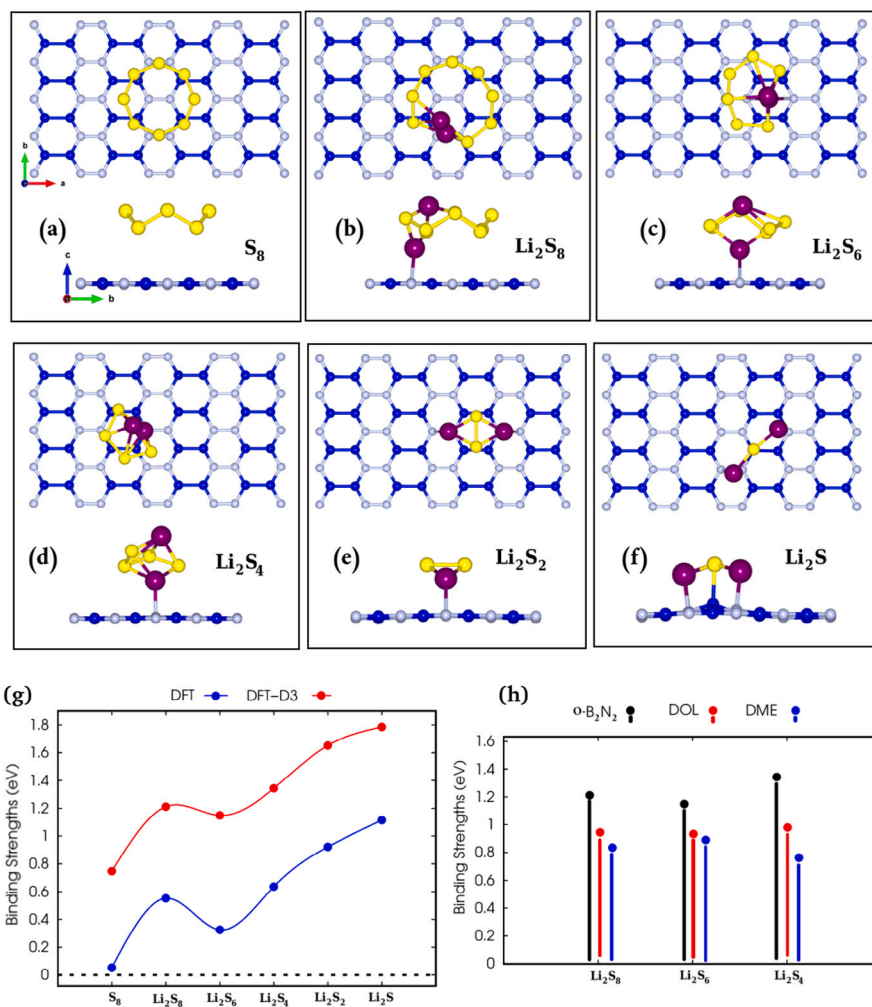 b
a
(a)
S₈
c
b
(b)
Li₂S₈
(c)
Li₂S₆
(d)
Li₂S₄
(e)
Li₂S₂
(f)
Li₂S
(g)
DFT
DFT-D3
Binding Strengths (eV)
1.8
1.6
1.4
1.2
1
0.8
0.6
0.4
0.2
0
S₈ Li₂S₈ Li₂S₆ Li₂S₄ Li₂S₂ Li₂S
(h)
o-B₂N₂ DOL DME
Binding Strengths (eV)
1.6
1.4
1.2
1
0.8
0.6
0.4
0.2
0
Li₂S₈ Li₂S₆ Li₂S₄